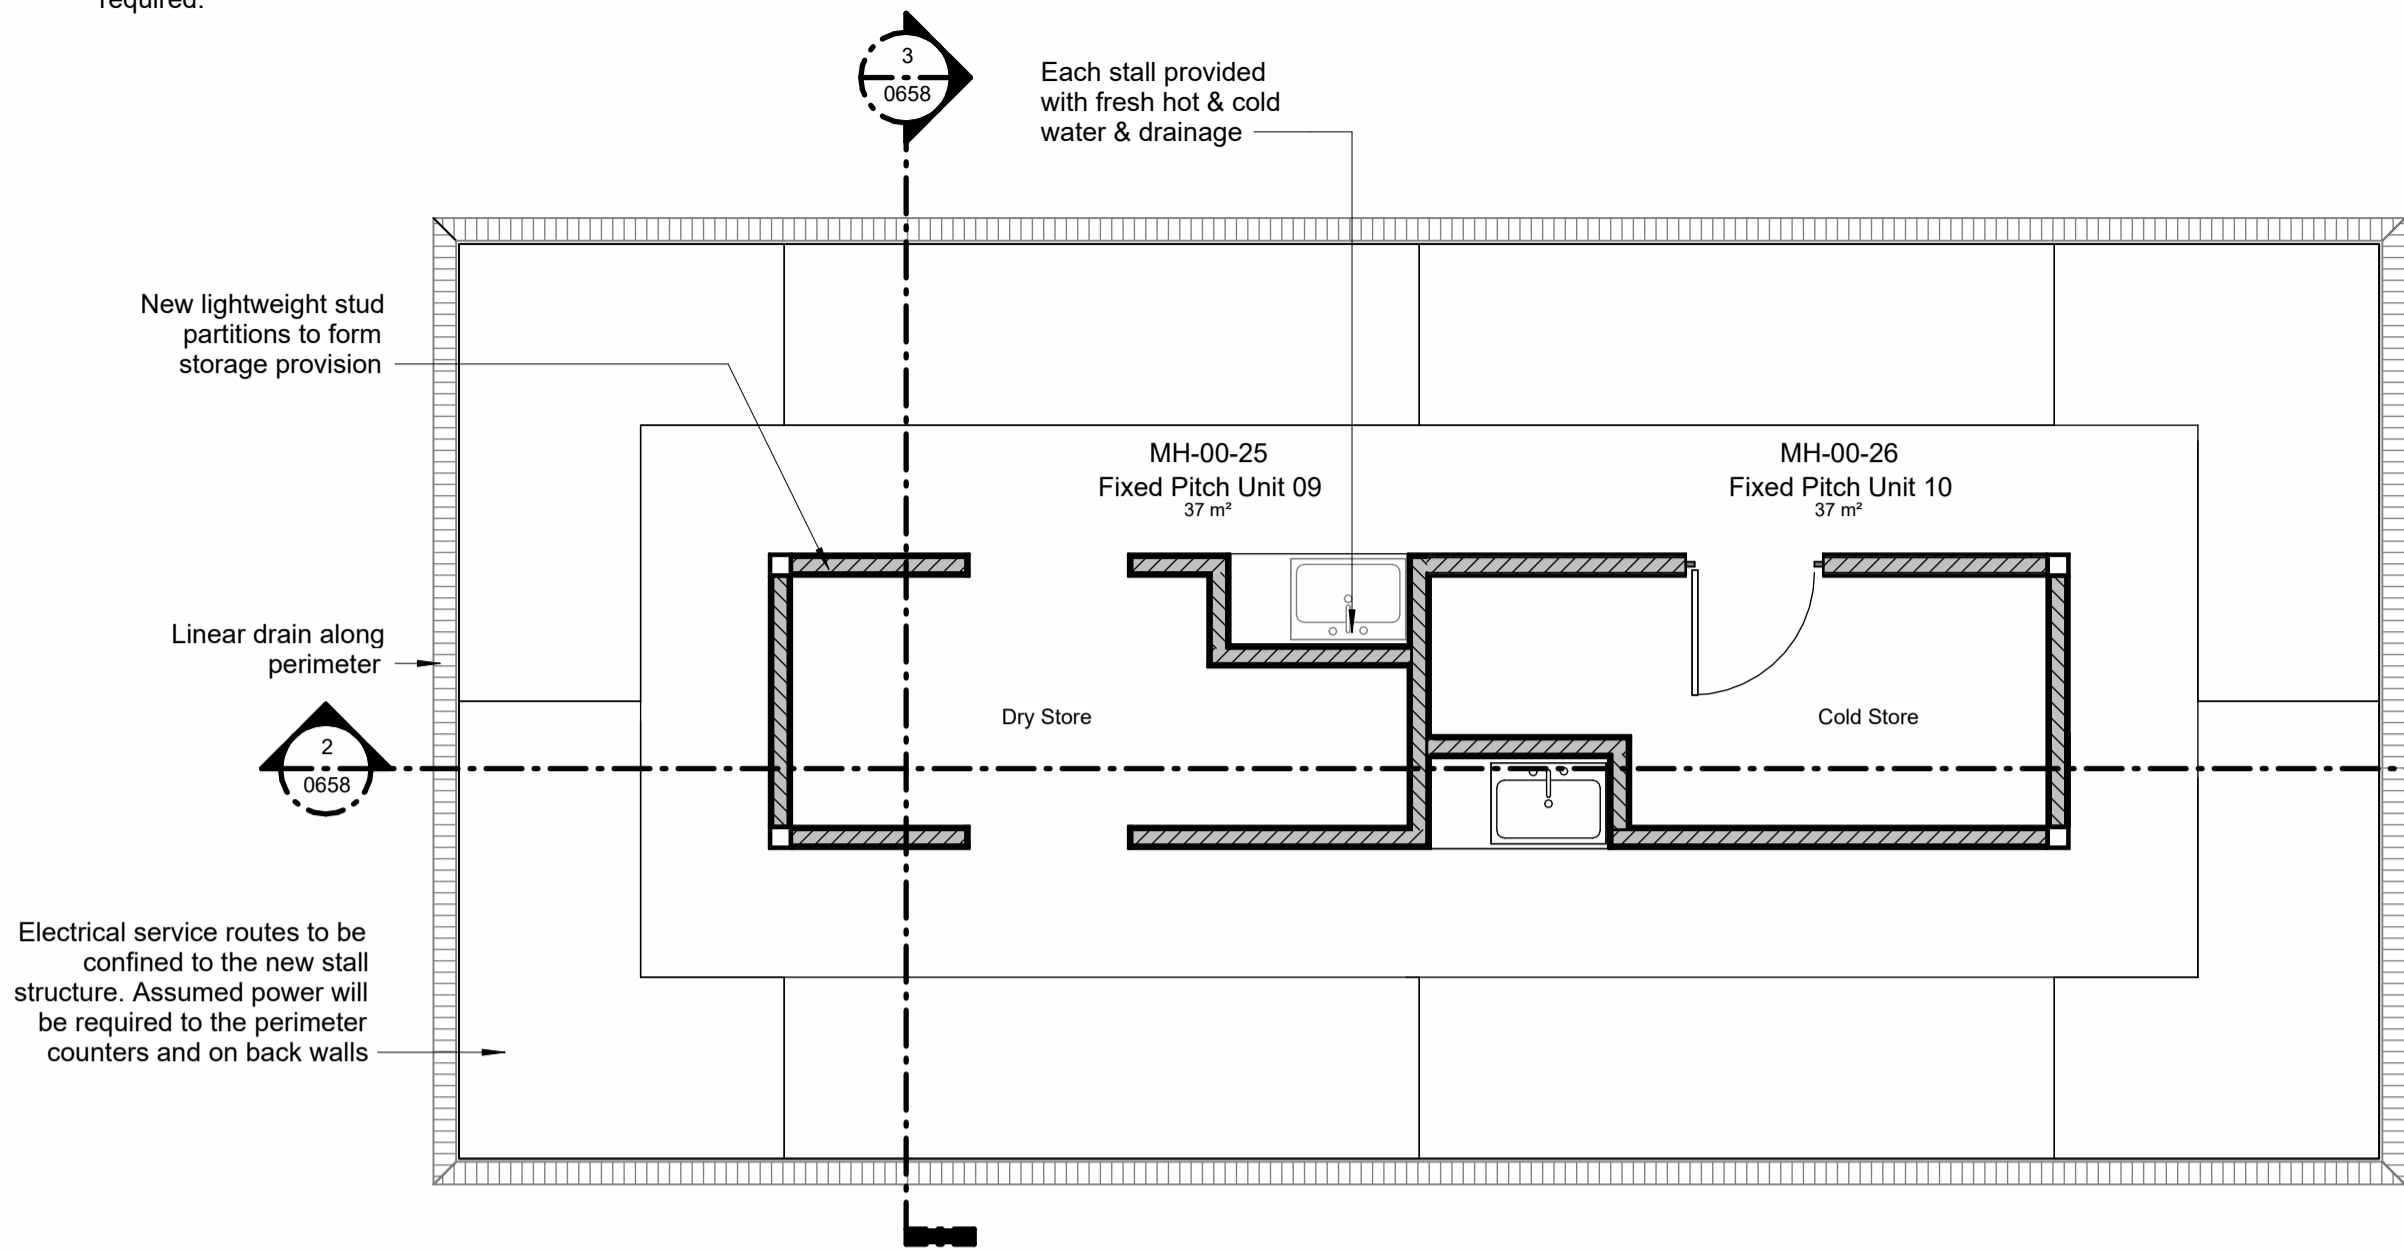 required.
3
0658
Each stall provided
with fresh hot & cold
water & drainage
New lightweight stud
partitions to form
storage provision
MH-00-25
Fixed Pitch Unit 09
37 m²
MH-00-26
Fixed Pitch Unit 10
37 m²
Linear drain along
perimeter
Dry Store
Cold Store
2
0658
Electrical service routes to be
confined to the new stall
structure. Assumed power will
be required to the perimeter
counters and on back walls